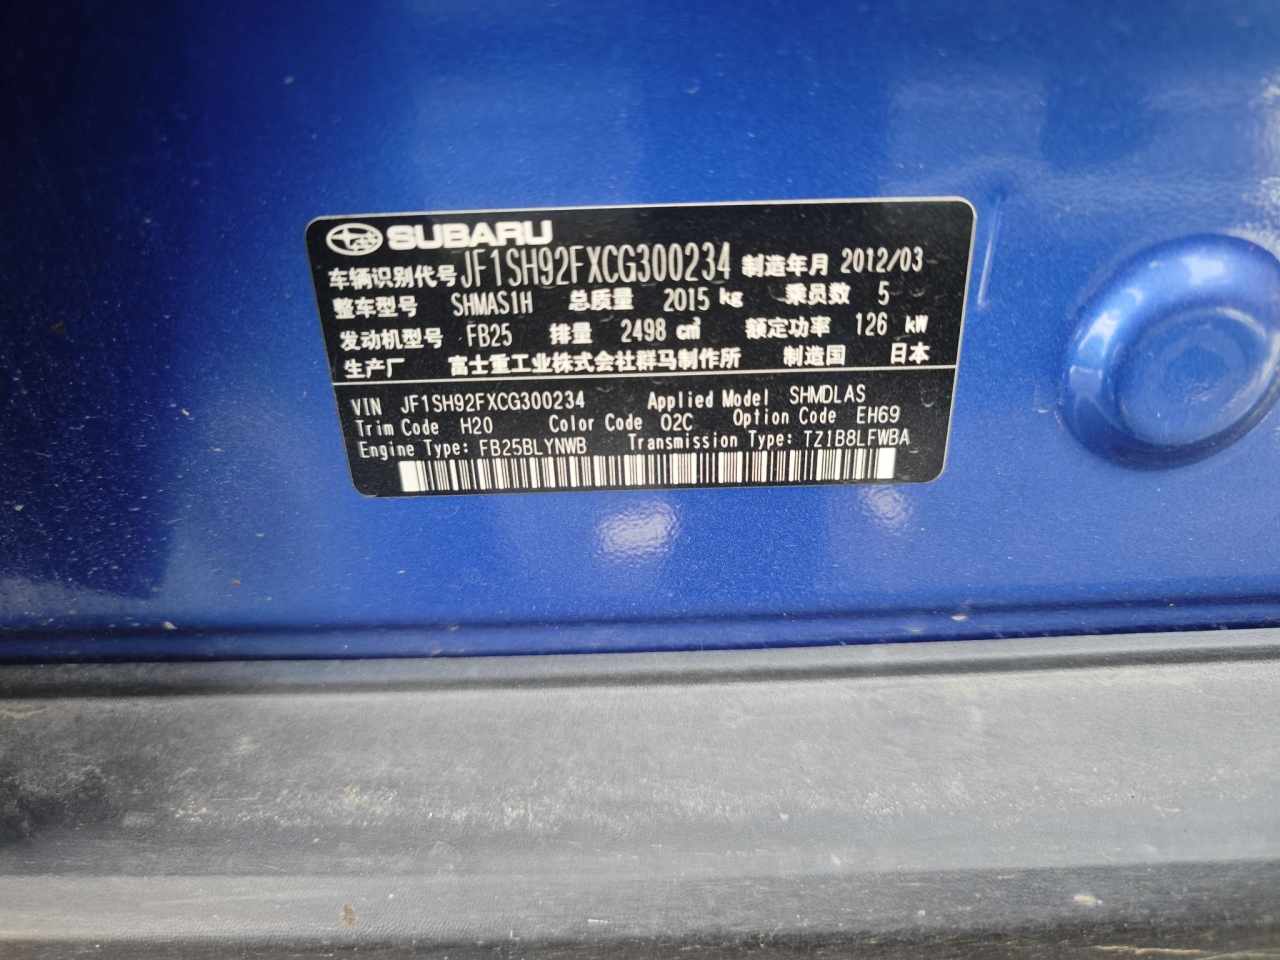 SUBARU
车辆识别代号 JF1SH92FXCG300234 制造年月 2012/03
整车型号 SHMAS1H 总质量 2015 kg 乘员数 5
发动机型号 FB25 排量 2498 cm³ 额定功率 126 kW
生产厂 富士重工业株式会社群马制作所 制造国 日本
VIN JF1SH92FXCG300234 Applied Model SHMDLAS
Trim Code H20 Color Code 02C Option Code EH69
Engine Type: FB25BLYNWB Transmission Type: TZ1B8LFWBA